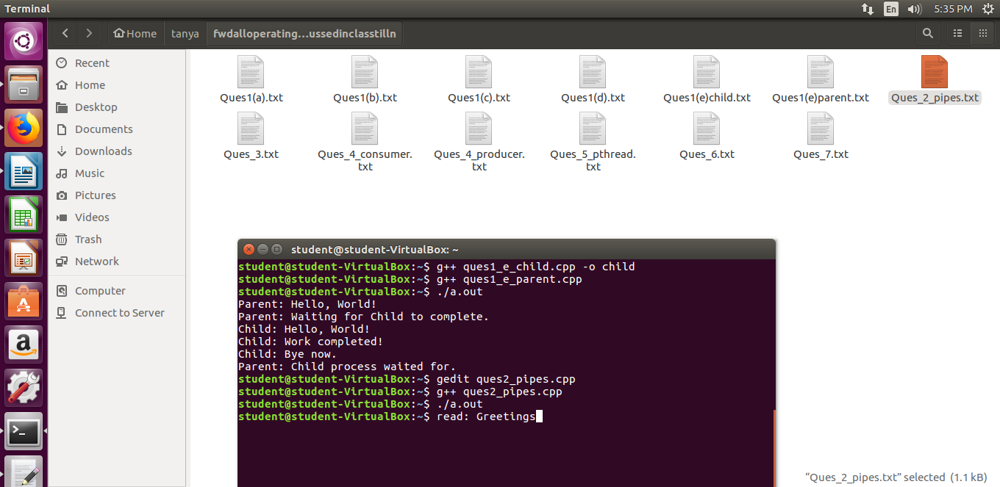 Terminal
En
5:35 PM
Home
tanya
fwdalloperating...ussedinclasstilln
Recent
Home
Desktop
Documents
Downloads
Music
Pictures
Videos
Trash
Network
Computer
Connect to Server
Ques1(a).txt
Ques1(b).txt
Ques1(c).txt
Ques1(d).txt
Ques1(e)child.txt
Ques1(e)parent.txt
Ques_2_pipes.txt
Ques_3.txt
Ques_4_consumer.
txt
Ques_4_producer.
txt
Ques_5_pthread.
txt
Ques_6.txt
Ques_7.txt
student@student-VirtualBox: ~
student@student-VirtualBox:~$ g++ ques1_e_child.cpp -o child
student@student-VirtualBox:~$ g++ ques1_e_parent.cpp
student@student-VirtualBox:~$ ./a.out
Parent: Hello, World!
Parent: Waiting for Child to complete.
Child: Hello, World!
Child: Work completed!
Child: Bye now.
Parent: Child process waited for.
student@student-VirtualBox:~$ gedit ques2_pipes.cpp
student@student-VirtualBox:~$ g++ ques2_pipes.cpp
student@student-VirtualBox:~$ ./a.out
student@student-VirtualBox:~$ read: Greetings
"Ques_2_pipes.txt" selected (1.1 kB)